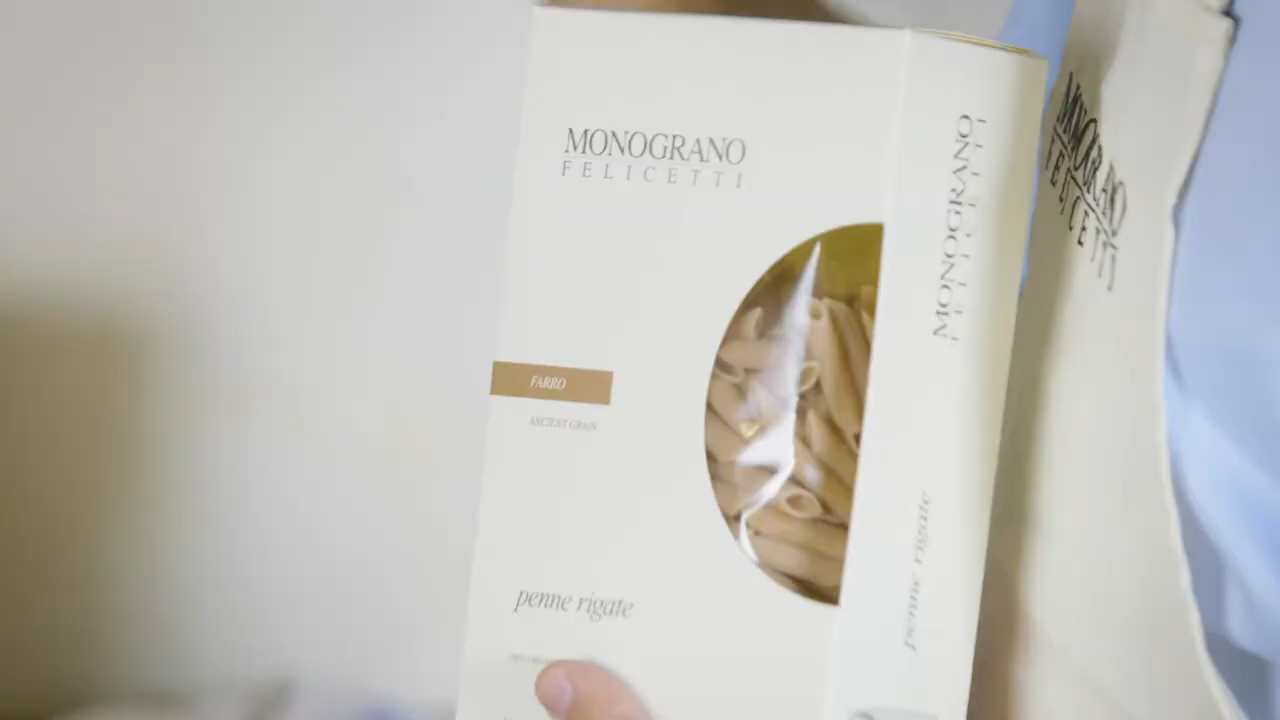 MONOGRANO
FELICETTI
FARRO
ANCIENT GRAIN
penne rigate
MONOGRANO
FELICETTI
penne rigate
MONOGRANO
FELICETTI